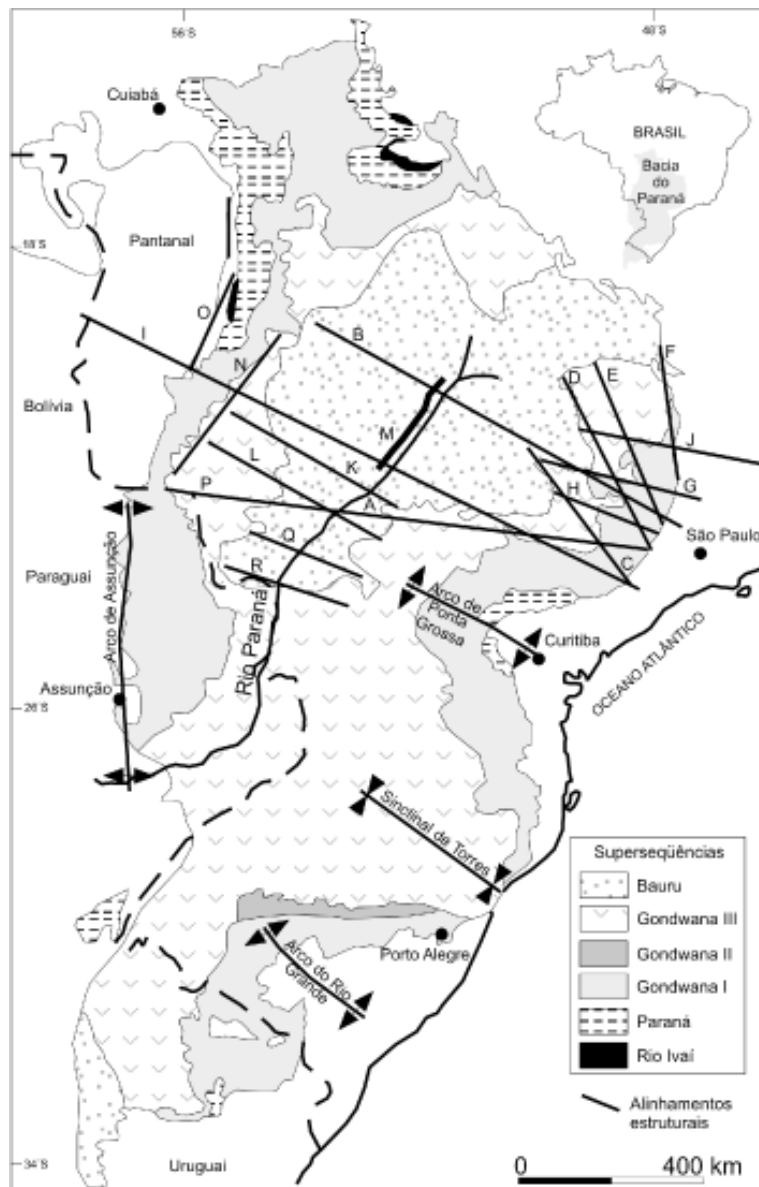 56°S
48°S
Cuiabá
BRASIL
Bacia
do
Paraná
18°S
Pantanal
O
I
B
F
N
D
E
Bolívia
M
J
L
K
P
G
A
H
São Paulo
Q
C
Paraguai
R
Arco de Assunção
Arco de
Ponta
Grossa
Curitiba
Rio Paraná
OCEANO ATLÂNTICO
Assunção
26°S
Sinclinal de Torres
Superseqüências
Bauru
Gondwana III
Gondwana II
Gondwana I
Paraná
Rio Ivaí
Porto Alegre
Arco do Rio
Grande
Alinhamentos
estruturais
34°S
Uruguai
0 400 km